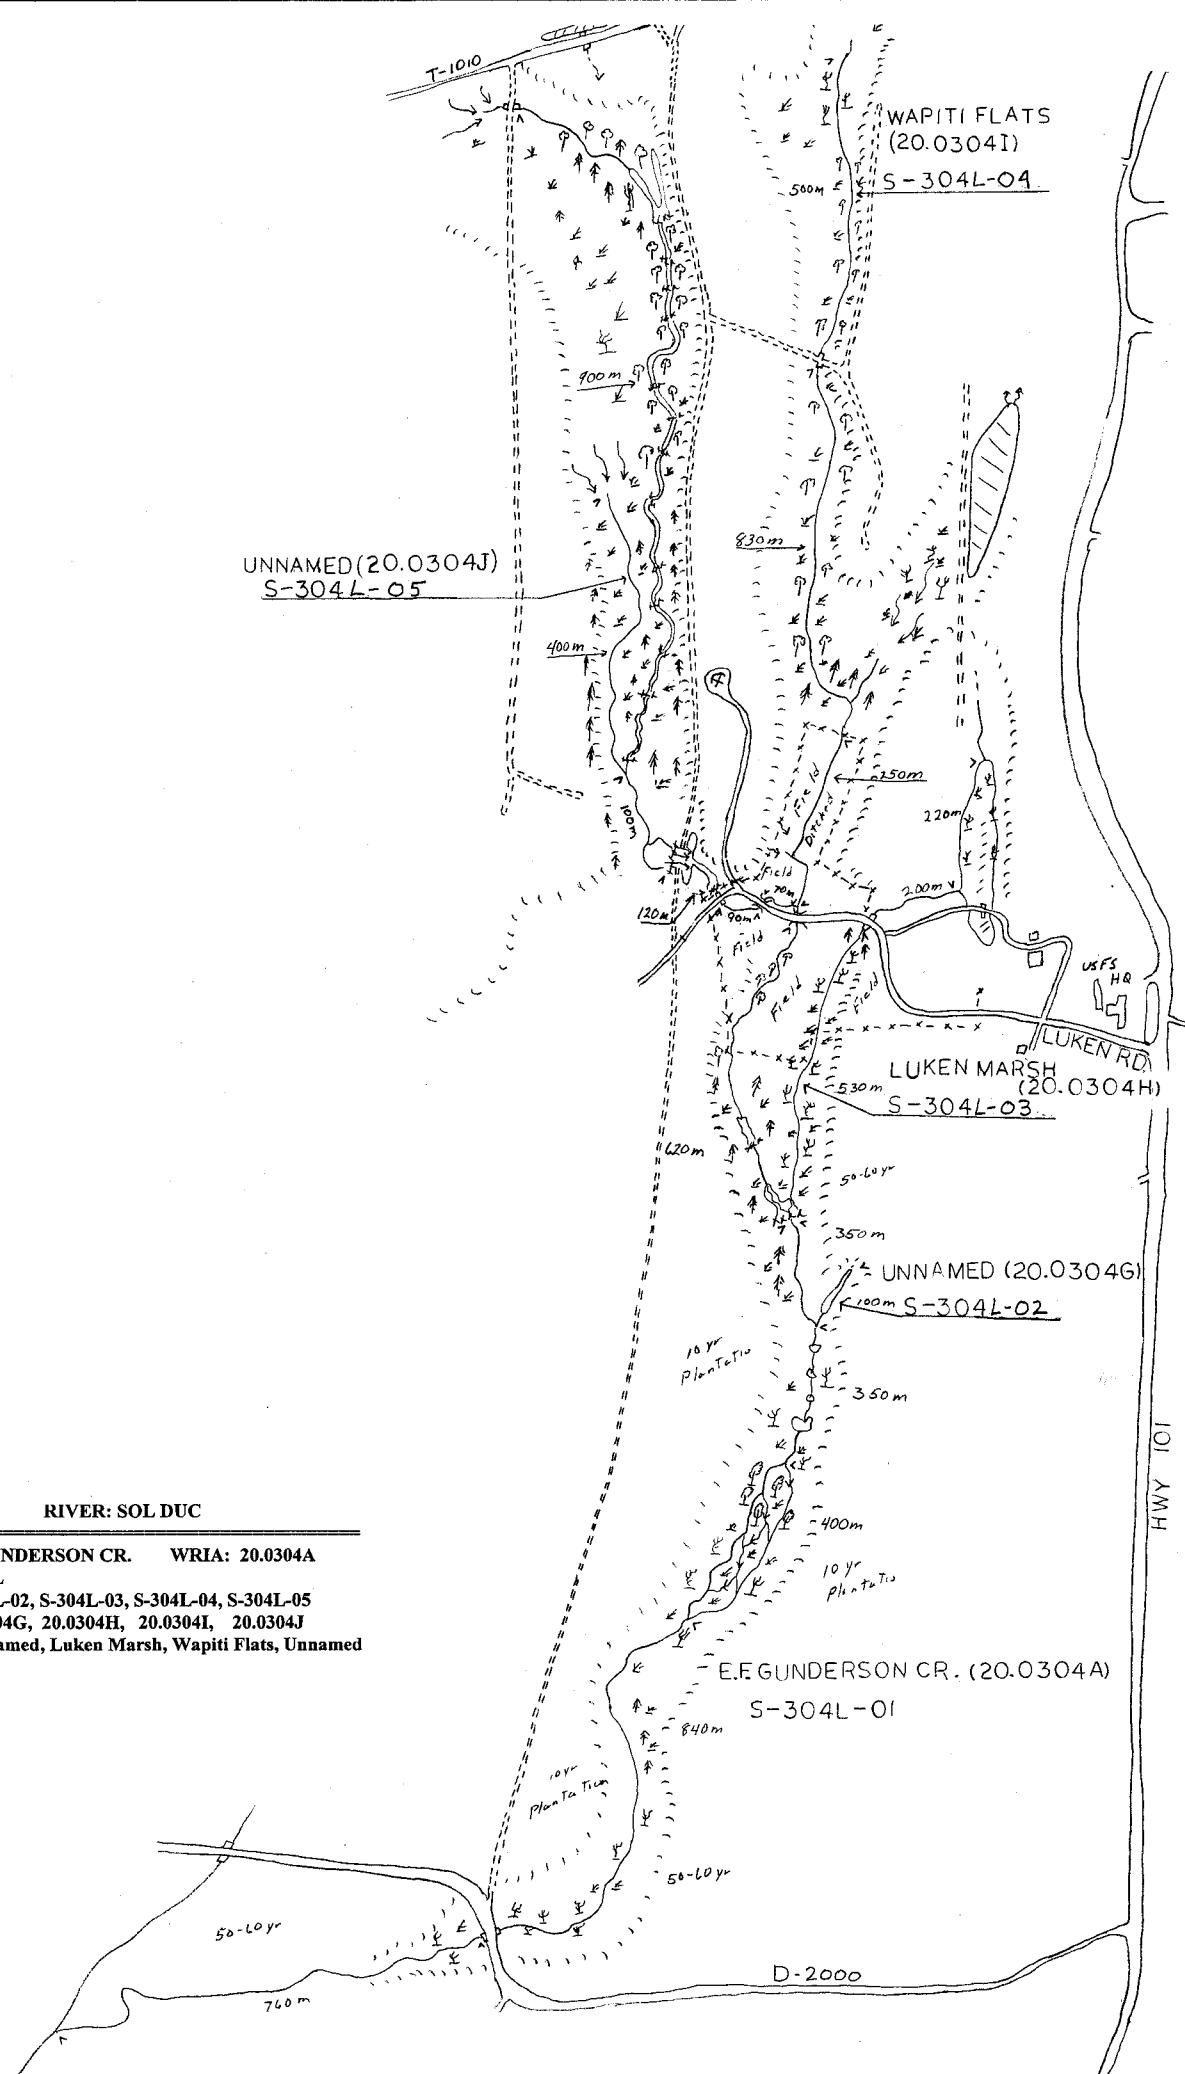 T-1010
WAPITI FLATS
(20.0304I)
S-304L-04
500m
900m
830m
UNNAMED (20.0304J)
S-304L-05
400m
Field
Ditched
250m
100m
220m
Field
70m
200m
120m
90m
Field
Field
Field
USFS
HQ
LUKEN RD.
LUKEN MARSH
(20.0304H)
S-304L-03
530m
620m
50-60yr
350m
UNNAMED (20.0304G)
100m S-304L-02
10 yr
Plantatio
350m
HWY 101
RIVER: SOL DUC
NDERSON CR. WRIA: 20.0304A
L-02, S-304L-03, S-304L-04, S-304L-05
04G, 20.0304H, 20.0304I, 20.0304J
amed, Luken Marsh, Wapiti Flats, Unnamed
400m
10 yr
Plantatio
E.F. GUNDERSON CR. (20.0304A)
S-304L-01
840m
10yr
Plantation
50-60yr
50-60yr
D-2000
760m